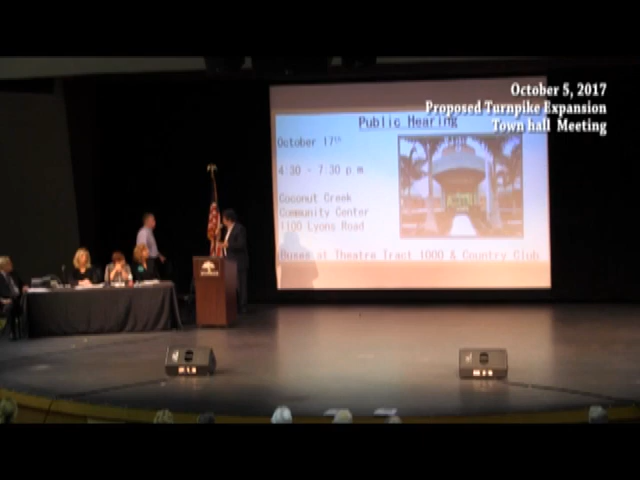 October 5, 2017
Proposed Turnpike Expansion
Town hall Meeting
Public Hearing
October 17th
4:30 - 7:30 p m
Coconut Creek
Community Center
1100 Lyons Road
Buses at Theatre Tract 1000 & Country Club